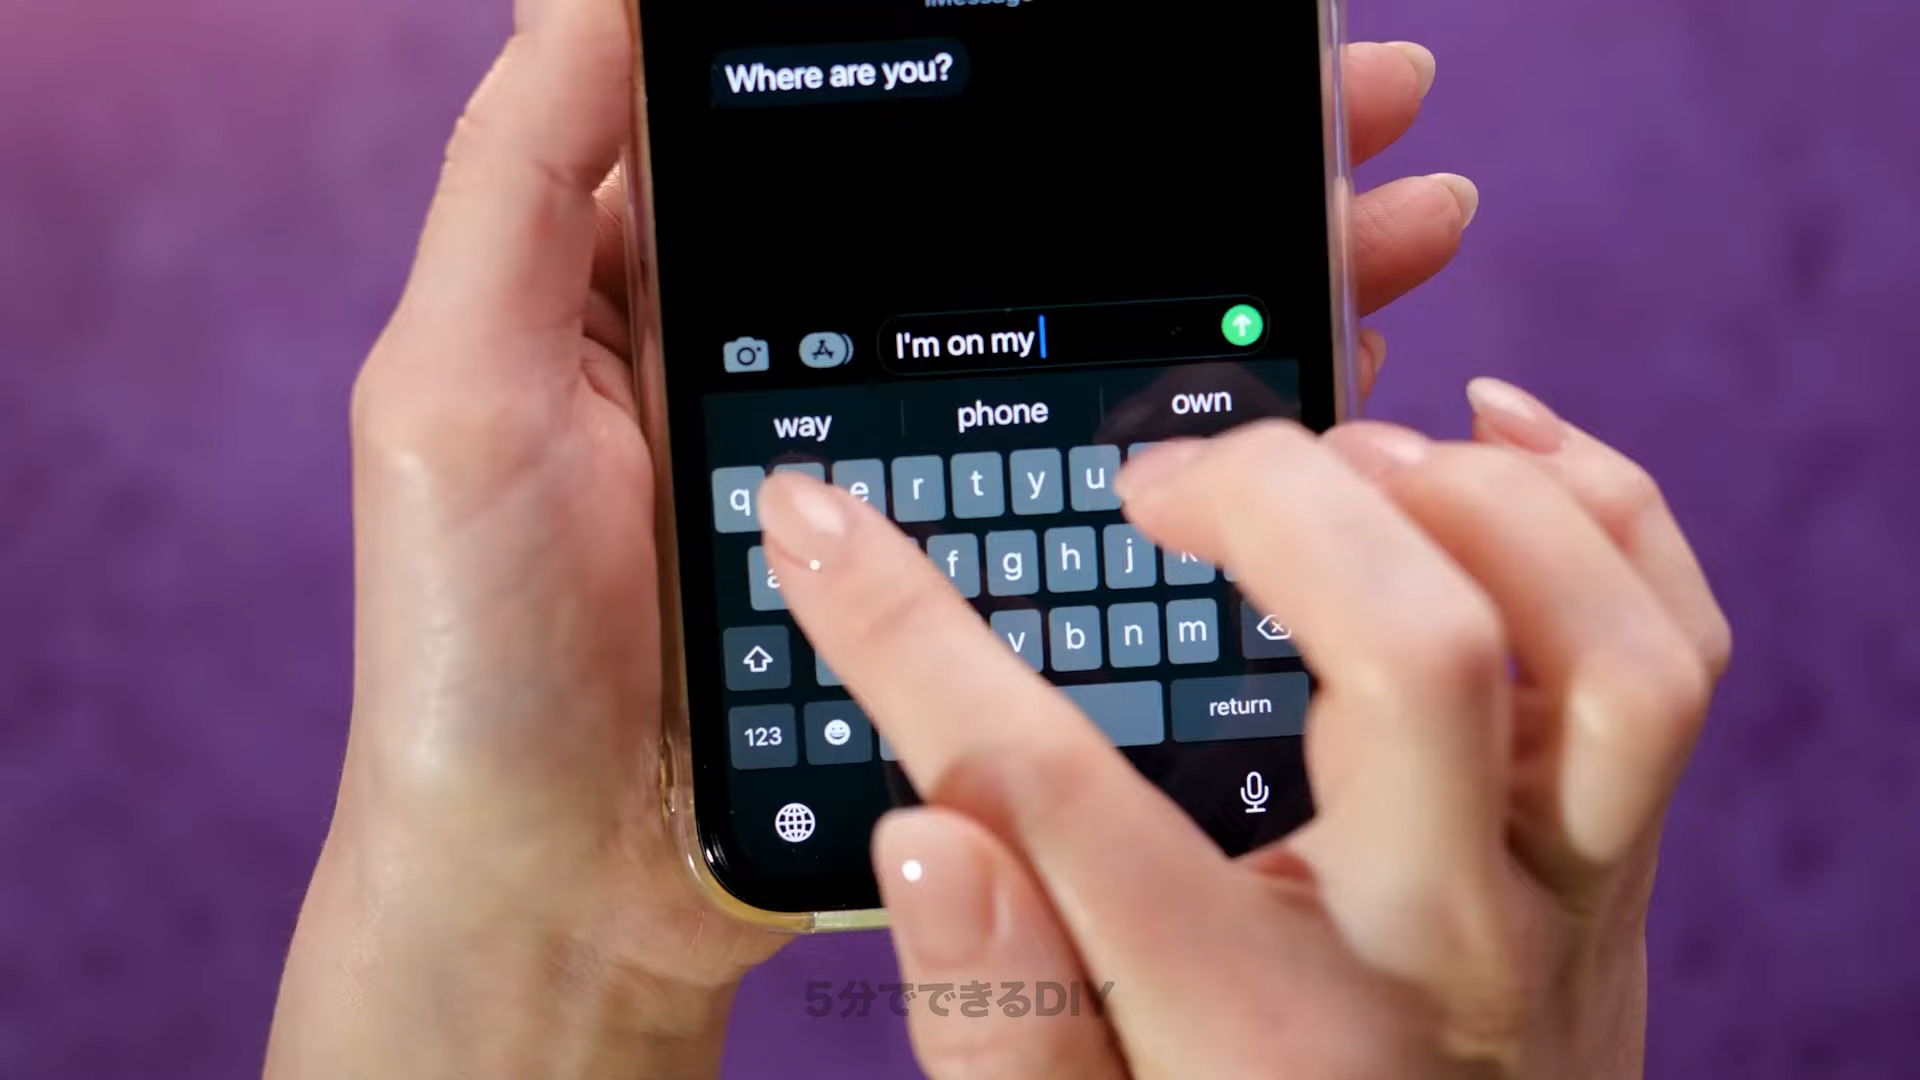 iMessage
Where are you?
I'm on my
way phone own
q e r t y u
a f g h j k
v b n m
123 return
5分でできるDIY